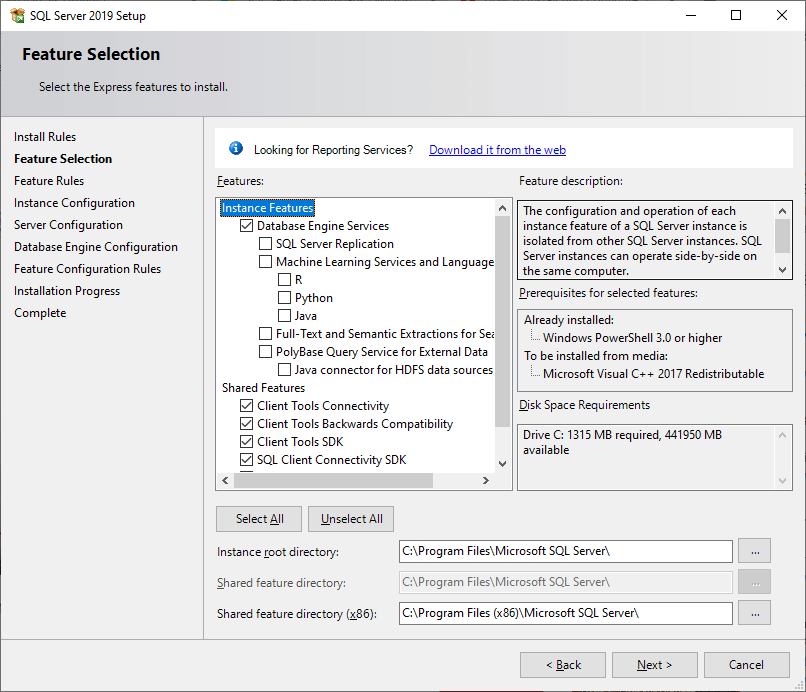 SQL Server 2019 Setup
Feature Selection
Select the Express features to install.
Install Rules
Feature Selection
Feature Rules
Instance Configuration
Server Configuration
Database Engine Configuration
Feature Configuration Rules
Installation Progress
Complete
Looking for Reporting Services? Download it from the web
Features:
Instance Features
Database Engine Services
SQL Server Replication
Machine Learning Services and Language
R
Python
Java
Full-Text and Semantic Extractions for Sea
PolyBase Query Service for External Data
Java connector for HDFS data sources
Shared Features
Client Tools Connectivity
Client Tools Backwards Compatibility
Client Tools SDK
SQL Client Connectivity SDK
Feature description:
The configuration and operation of each
instance feature of a SQL Server instance is
isolated from other SQL Server instances. SQL
Server instances can operate side-by-side on
the same computer.
Prerequisites for selected features:
Already installed:
Windows PowerShell 3.0 or higher
To be installed from media:
Microsoft Visual C++ 2017 Redistributable
Disk Space Requirements
Drive C: 1315 MB required, 441950 MB
available
Select All Unselect All
Instance root directory: C:\Program Files\Microsoft SQL Server\ ...
Shared feature directory: C:\Program Files\Microsoft SQL Server\ ...
Shared feature directory (x86): C:\Program Files (x86)\Microsoft SQL Server\ ...
< Back Next > Cancel